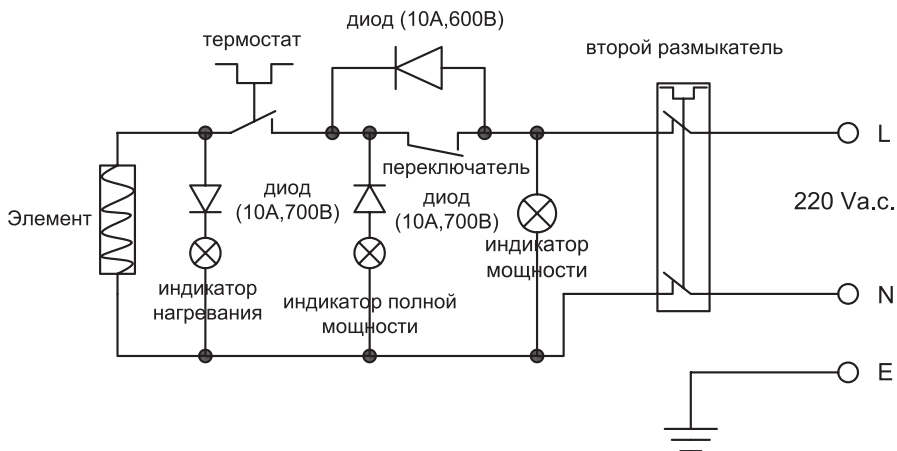 диод (10А,600В)
термостат
второй размыкатель
L
переключатель
диод
(10А,700В)
диод
(10А,700В)
220 Va.c.
Элемент
индикатор
мощности
индикатор
нагревания
индикатор полной
мощности
N
E